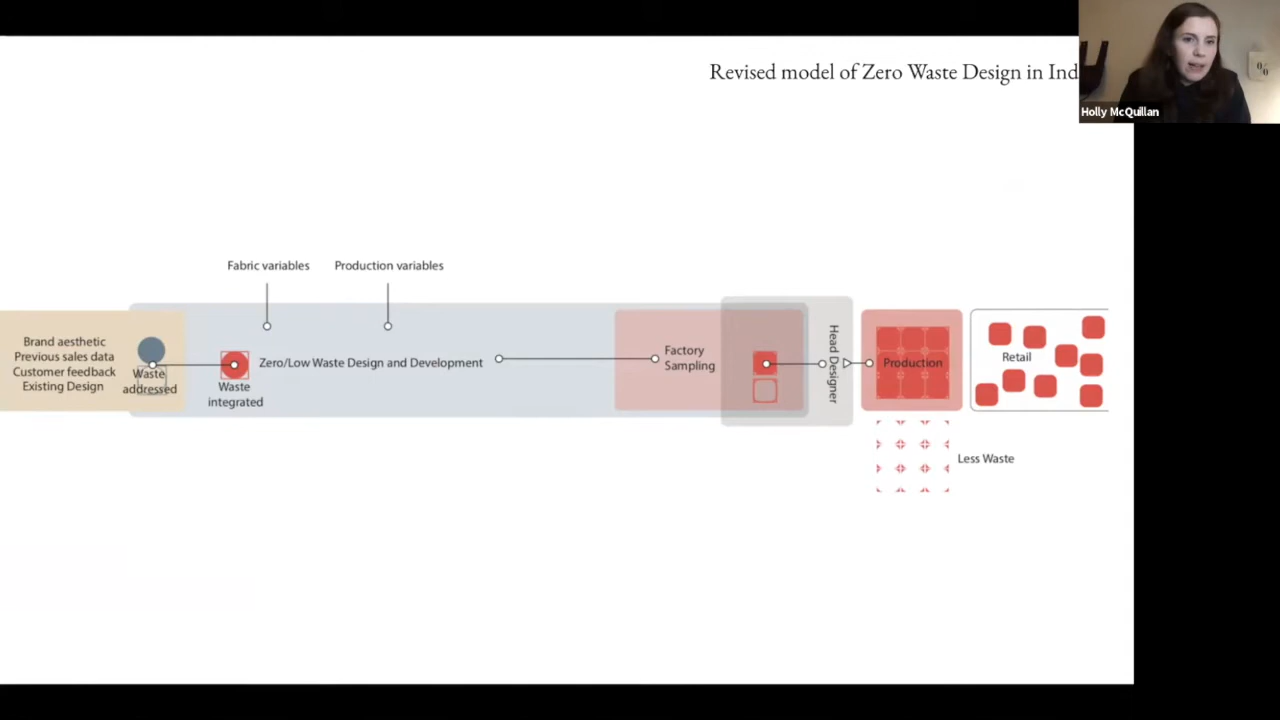 Revised model of Zero Waste Design in Ind
Holly McQuillan
Fabric variables
Production variables
Brand aesthetic
Previous sales data
Customer feedback
Existing Design
Waste
addressed
Waste
integrated
Zero/Low Waste Design and Development
Factory
Sampling
Head Designer
Production
Retail
Less Waste